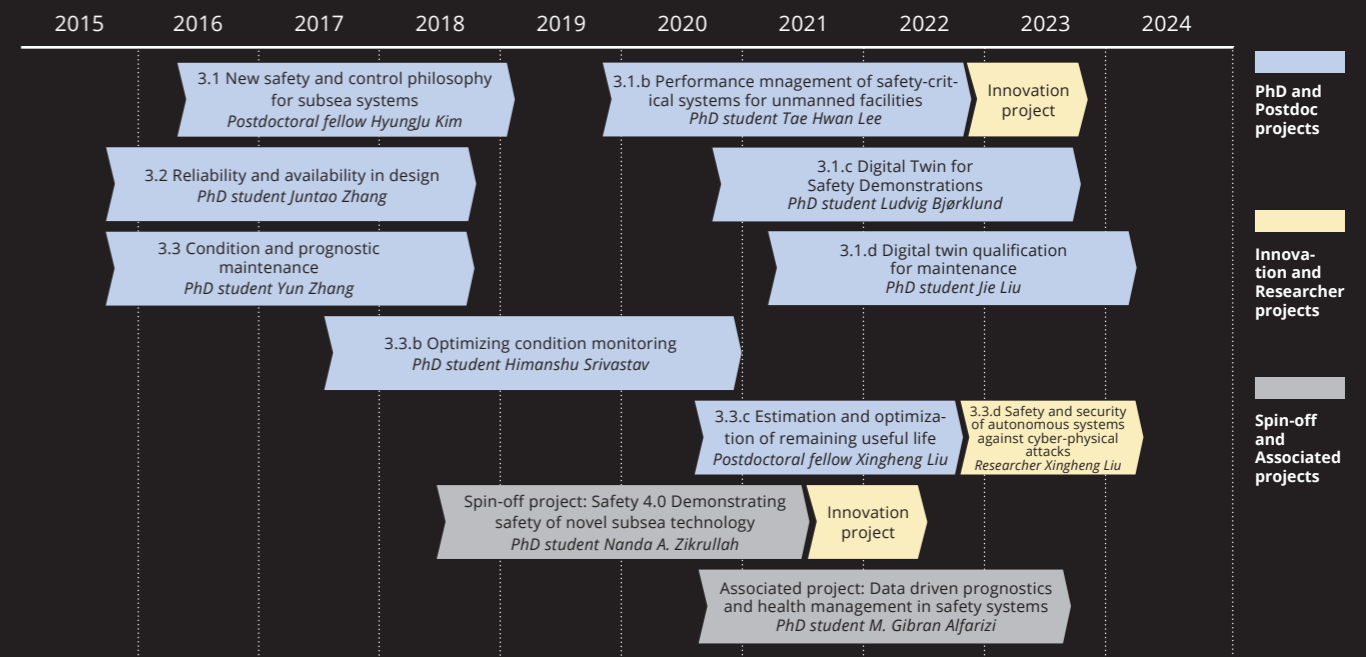 2015 2016 2017 2018 2019 2020 2021 2022 2023 2024
3.1 New safety and control philosophy
for subsea systems
Postdoctoral fellow HyungJu Kim
3.1.b Performance mnagement of safety-crit-
ical systems for unmanned facilities
PhD student Tae Hwan Lee
Innovation
project
3.2 Reliability and availability in design
PhD student Juntao Zhang
3.1.c Digital Twin for
Safety Demonstrations
PhD student Ludvig Bjørklund
3.3 Condition and prognostic
maintenance
PhD student Yun Zhang
3.1.d Digital twin qualification
for maintenance
PhD student Jie Liu
3.3.b Optimizing condition monitoring
PhD student Himanshu Srivastav
3.3.c Estimation and optimiza-
tion of remaining useful life
Postdoctoral fellow Xingheng Liu
3.3.d Safety and security
of autonomous systems
against cyber-physical
attacks
Researcher Xingheng Liu
Spin-off project: Safety 4.0 Demonstrating
safety of novel subsea technology
PhD student Nanda A. Zikrullah
Innovation
project
Associated project: Data driven prognostics
and health management in safety systems
PhD student M. Gibran Alfarizi
PhD and
Postdoc
projects
Innova-
tion and
Researcher
projects
Spin-off
and
Associated
projects